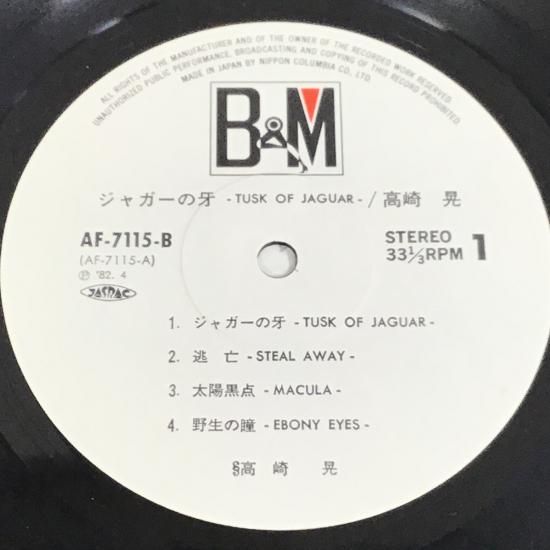 ALL RIGHTS OF THE MANUFACTURER AND OF THE OWNER OF THE RECORDED WORK RESERVED.
UNAUTHORIZED PUBLIC PERFORMANCE, BROADCASTING AND COPYING OF THIS RECORD PROHIBITED.
MADE IN JAPAN BY NIPPON COLUMBIA CO., LTD.
B&M
ジャガーの牙 - TUSK OF JAGUAR - / 高崎 晃
AF-7115-B
(AF-7115-A)
℗ '82. 4
JASRAC
STEREO
33 1/3 RPM 1
1. ジャガーの牙 - TUSK OF JAGUAR -
2. 逃 亡 - STEAL AWAY -
3. 太陽黒点 - MACULA -
4. 野生の瞳 - EBONY EYES -
§高 崎 晃